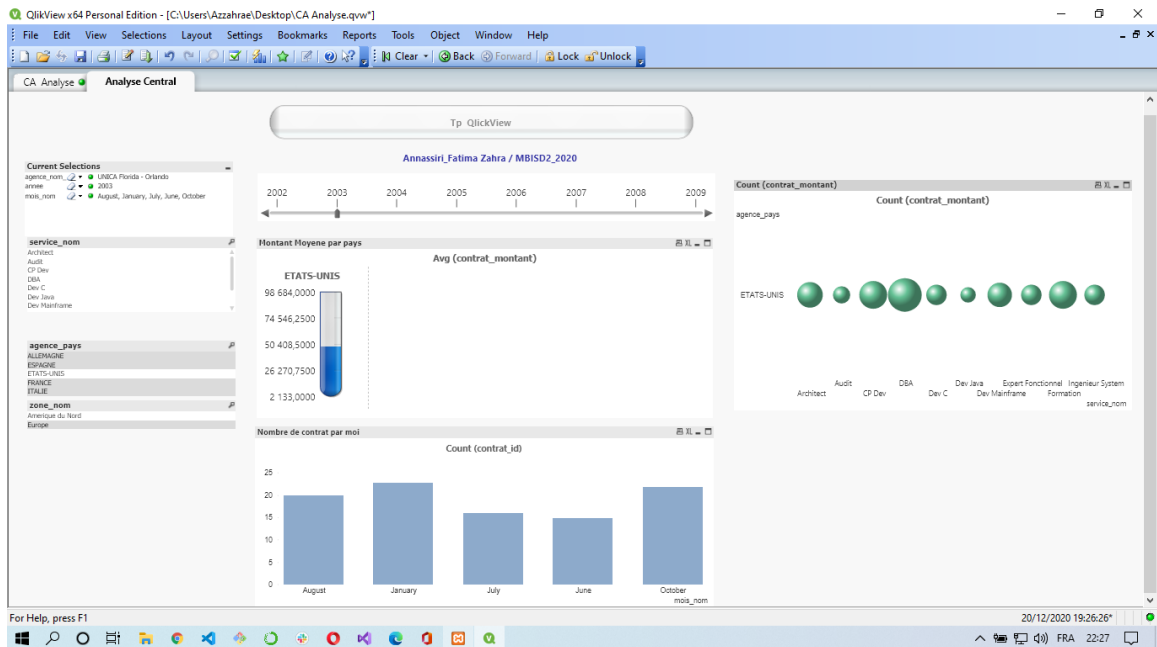 QlikView x64 Personal Edition - [C:\Users\Azzahrae\Desktop\CA Analyse.qvw*]
File Edit View Selections Layout Settings Bookmarks Reports Tools Object Window Help
Clear Back Forward Lock Unlock
CA Analyse Analyse Central
Tp QlickView
Annassiri_Fatima Zahra / MBISD2_2020
Current Selections
agence_nom_ UNICA Florida - Orlando
annee 2003
mois_nom August, January, July, June, October
2002 2003 2004 2005 2006 2007 2008 2009
service_nom
Architect
Audit
CP Dev
DBA
Dev C
Dev Java
Dev Mainframe
agence_pays
ALLEMAGNE
ESPAGNE
ETATS-UNIS
FRANCE
ITALIE
zone_nom
Amerique du Nord
Europe
Montant Moyene par pays XL
Avg (contrat_montant)
ETATS-UNIS
98 684,0000
74 546,2500
50 408,5000
26 270,7500
2 133,0000
Nombre de contrat par moi XL
Count (contrat_id)
25
20
15
10
5
0
August January July June October
mois_nom
Count (contrat_montant) XL
Count (contrat_montant)
agence_pays
ETATS-UNIS
Audit DBA Dev Java Expert Fonctionnel Ingenieur System
Architect CP Dev Dev C Dev Mainframe Formation
service_nom
For Help, press F1 20/12/2020 19:26:26*
FRA 22:27